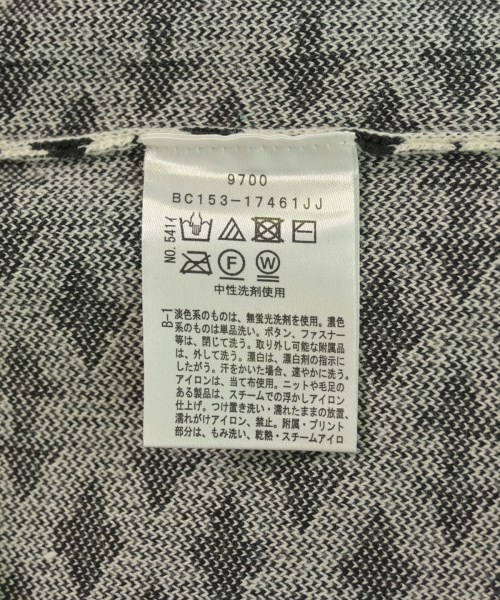 9700
BC153-17461JJ
NO. 541イ
F W
中性洗剤使用
B-1
淡色系のものは、無蛍光洗剤を使用。濃色
系のものは単品洗い。ボタン、ファスナー
等は、閉じて洗う。取り外し可能な附属品
は、外して洗う。漂白は、漂白剤の指示に
したがう。汗をかいた場合、速やかに洗う。
アイロンは、当て布使用。ニットや毛足の
ある製品は、スチームでの浮かしアイロン
仕上げ。つけ置き洗い・濡れたままの放置、
濡れがけアイロン、禁止。附属・プリント
部分は、もみ洗い、乾熱・スチームアイロ